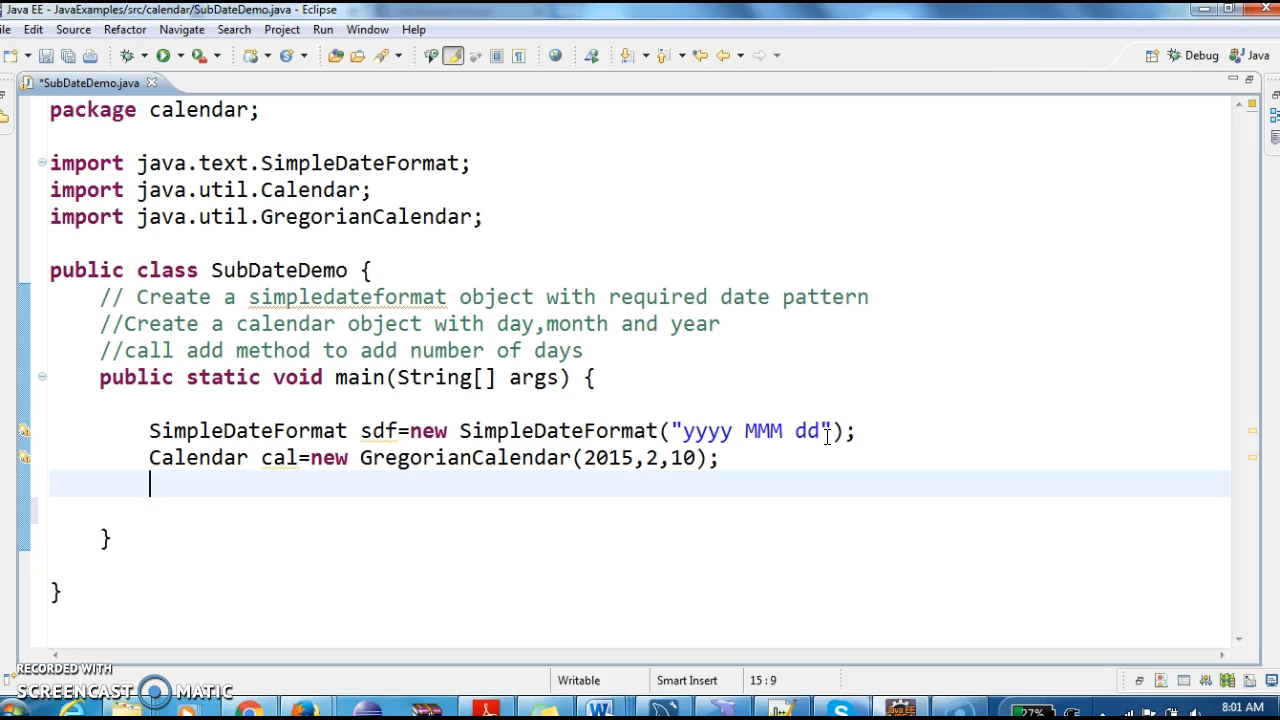 Java EE - JavaExamples/src/calendar/SubDateDemo.java - Eclipse
Edit Source Refactor Navigate Search Project Run Window Help
Debug Java
*SubDateDemo.java
package calendar;
import java.text.SimpleDateFormat;
import java.util.Calendar;
import java.util.GregorianCalendar;
public class SubDateDemo {
// Create a simpledateformat object with required date pattern
//Create a calendar object with day,month and year
//call add method to add number of days
public static void main(String[] args) {
SimpleDateFormat sdf=new SimpleDateFormat("yyyy MMM dd");
Calendar cal=new GregorianCalendar(2015,2,10);
}
}
RECORDED WITH
SCREENCAST MATIC
Writable Smart Insert 15 : 9
27% 8:01 AM